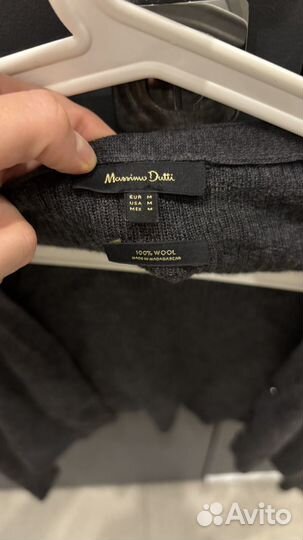 Massimo Dutti
EUR M
USA M
MEX M
100% WOOL
MADE IN MADAGASCAR
Avito